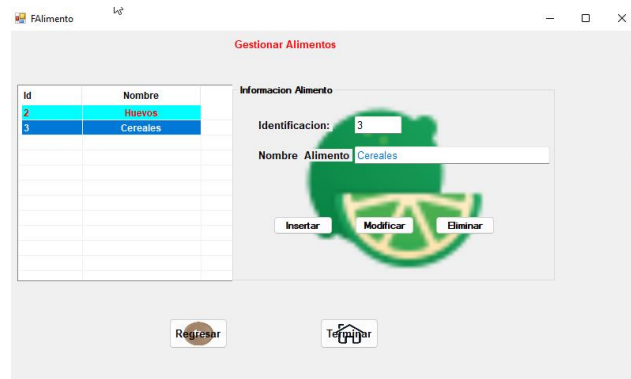 FAlimento
Gestionar Alimentos
Id Nombre
2 Huevos
3 Cereales
Informacion Alimento
Identificacion: 3
Nombre Alimento Cereales
Insertar Modificar Eliminar
Regresar Terminar